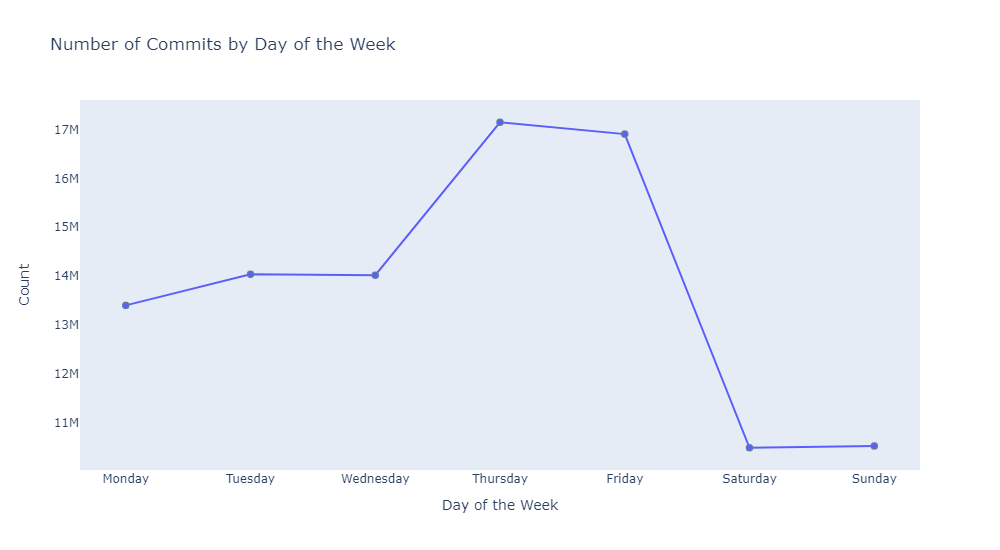 Number of Commits by Day of the Week
17M
16M
15M
14M
13M
12M
11M
Count
Monday Tuesday Wednesday Thursday Friday Saturday Sunday
Day of the Week